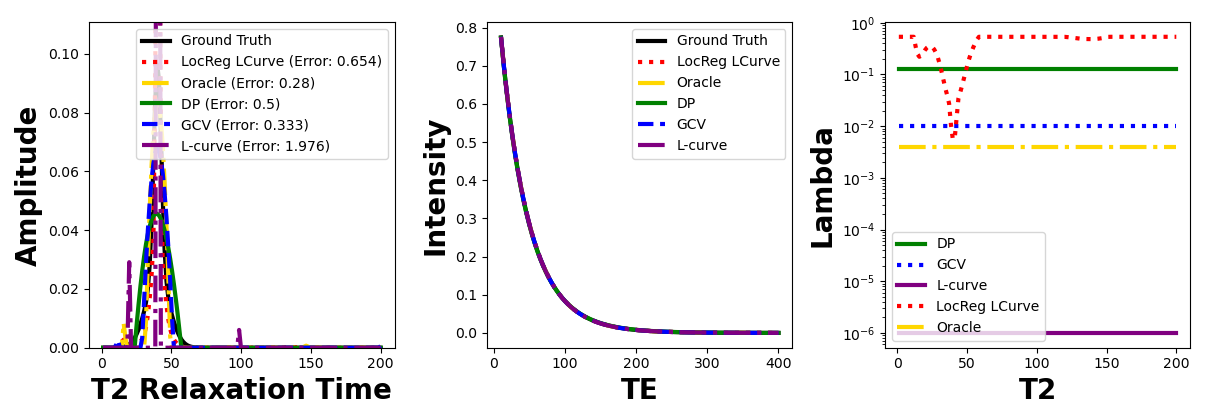 Amplitude
0.10
0.08
0.06
0.04
0.02
0.00
0
50
100
150
200
T2 Relaxation Time
Ground Truth
LocReg LCurve (Error: 0.654)
Oracle (Error: 0.28)
DP (Error: 0.5)
GCV (Error: 0.333)
L-curve (Error: 1.976)
Intensity
0.8
0.7
0.6
0.5
0.4
0.3
0.2
0.1
0.0
0
100
200
300
400
TE
Ground Truth
LocReg LCurve
Oracle
DP
GCV
L-curve
Lambda
10⁰
10⁻¹
10⁻²
10⁻³
10⁻⁴
10⁻⁵
10⁻⁶
0
50
100
150
200
T2
DP
GCV
L-curve
LocReg LCurve
Oracle